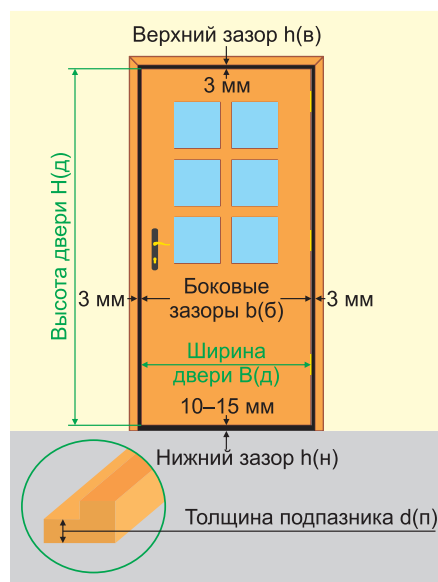 Верхний зазор h(в)
3 мм
Высота двери H(д)
3 мм
Боковые
зазоры b(б)
3 мм
Ширина
двери B(д)
10–15 мм
Нижний зазор h(н)
Толщина подпазника d(п)